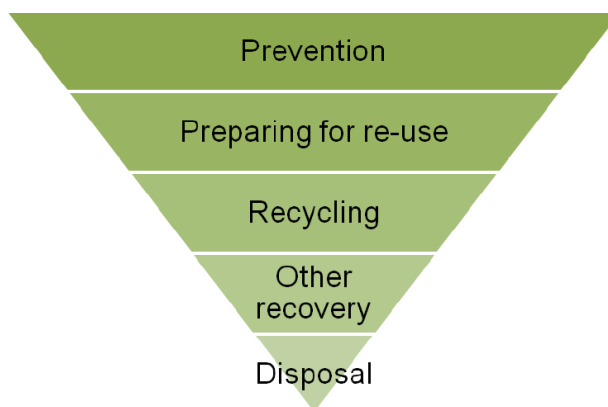 Prevention
Preparing for re-use
Recycling
Other
recovery
Disposal